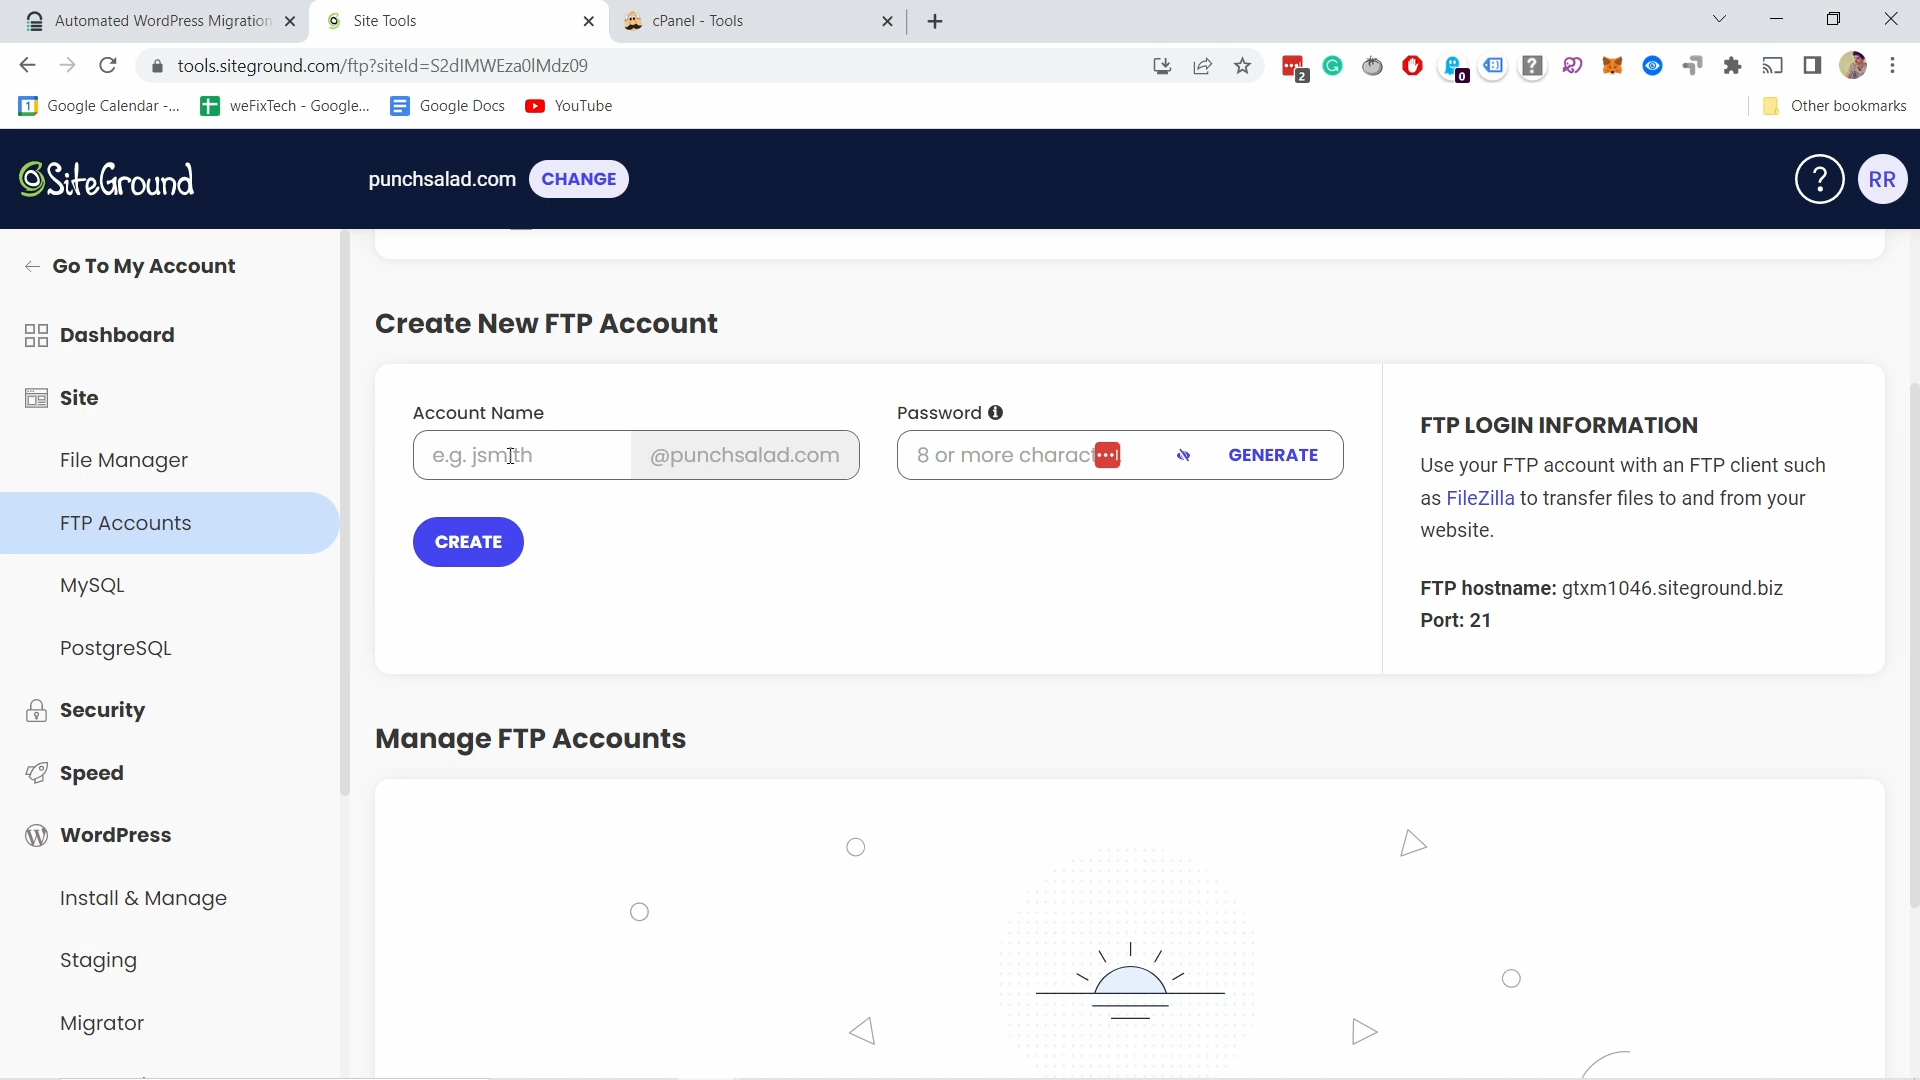 Automated WordPress Migration
Site Tools
cPanel - Tools
tools.siteground.com/ftp?siteId=S2dIMWEza0lMdz09
2
0
Google Calendar -...
weFixTech - Google...
Google Docs
YouTube
Other bookmarks
SiteGround
punchsalad.com
CHANGE
?
RR
Go To My Account
Dashboard
Site
File Manager
FTP Accounts
MySQL
PostgreSQL
Security
Speed
WordPress
Install & Manage
Staging
Migrator
Create New FTP Account
Account Name
e.g. jsmith
@punchsalad.com
Password
8 or more charact
GENERATE
CREATE
FTP LOGIN INFORMATION
Use your FTP account with an FTP client such
as FileZilla to transfer files to and from your
website.
FTP hostname: gtxm1046.siteground.biz
Port: 21
Manage FTP Accounts